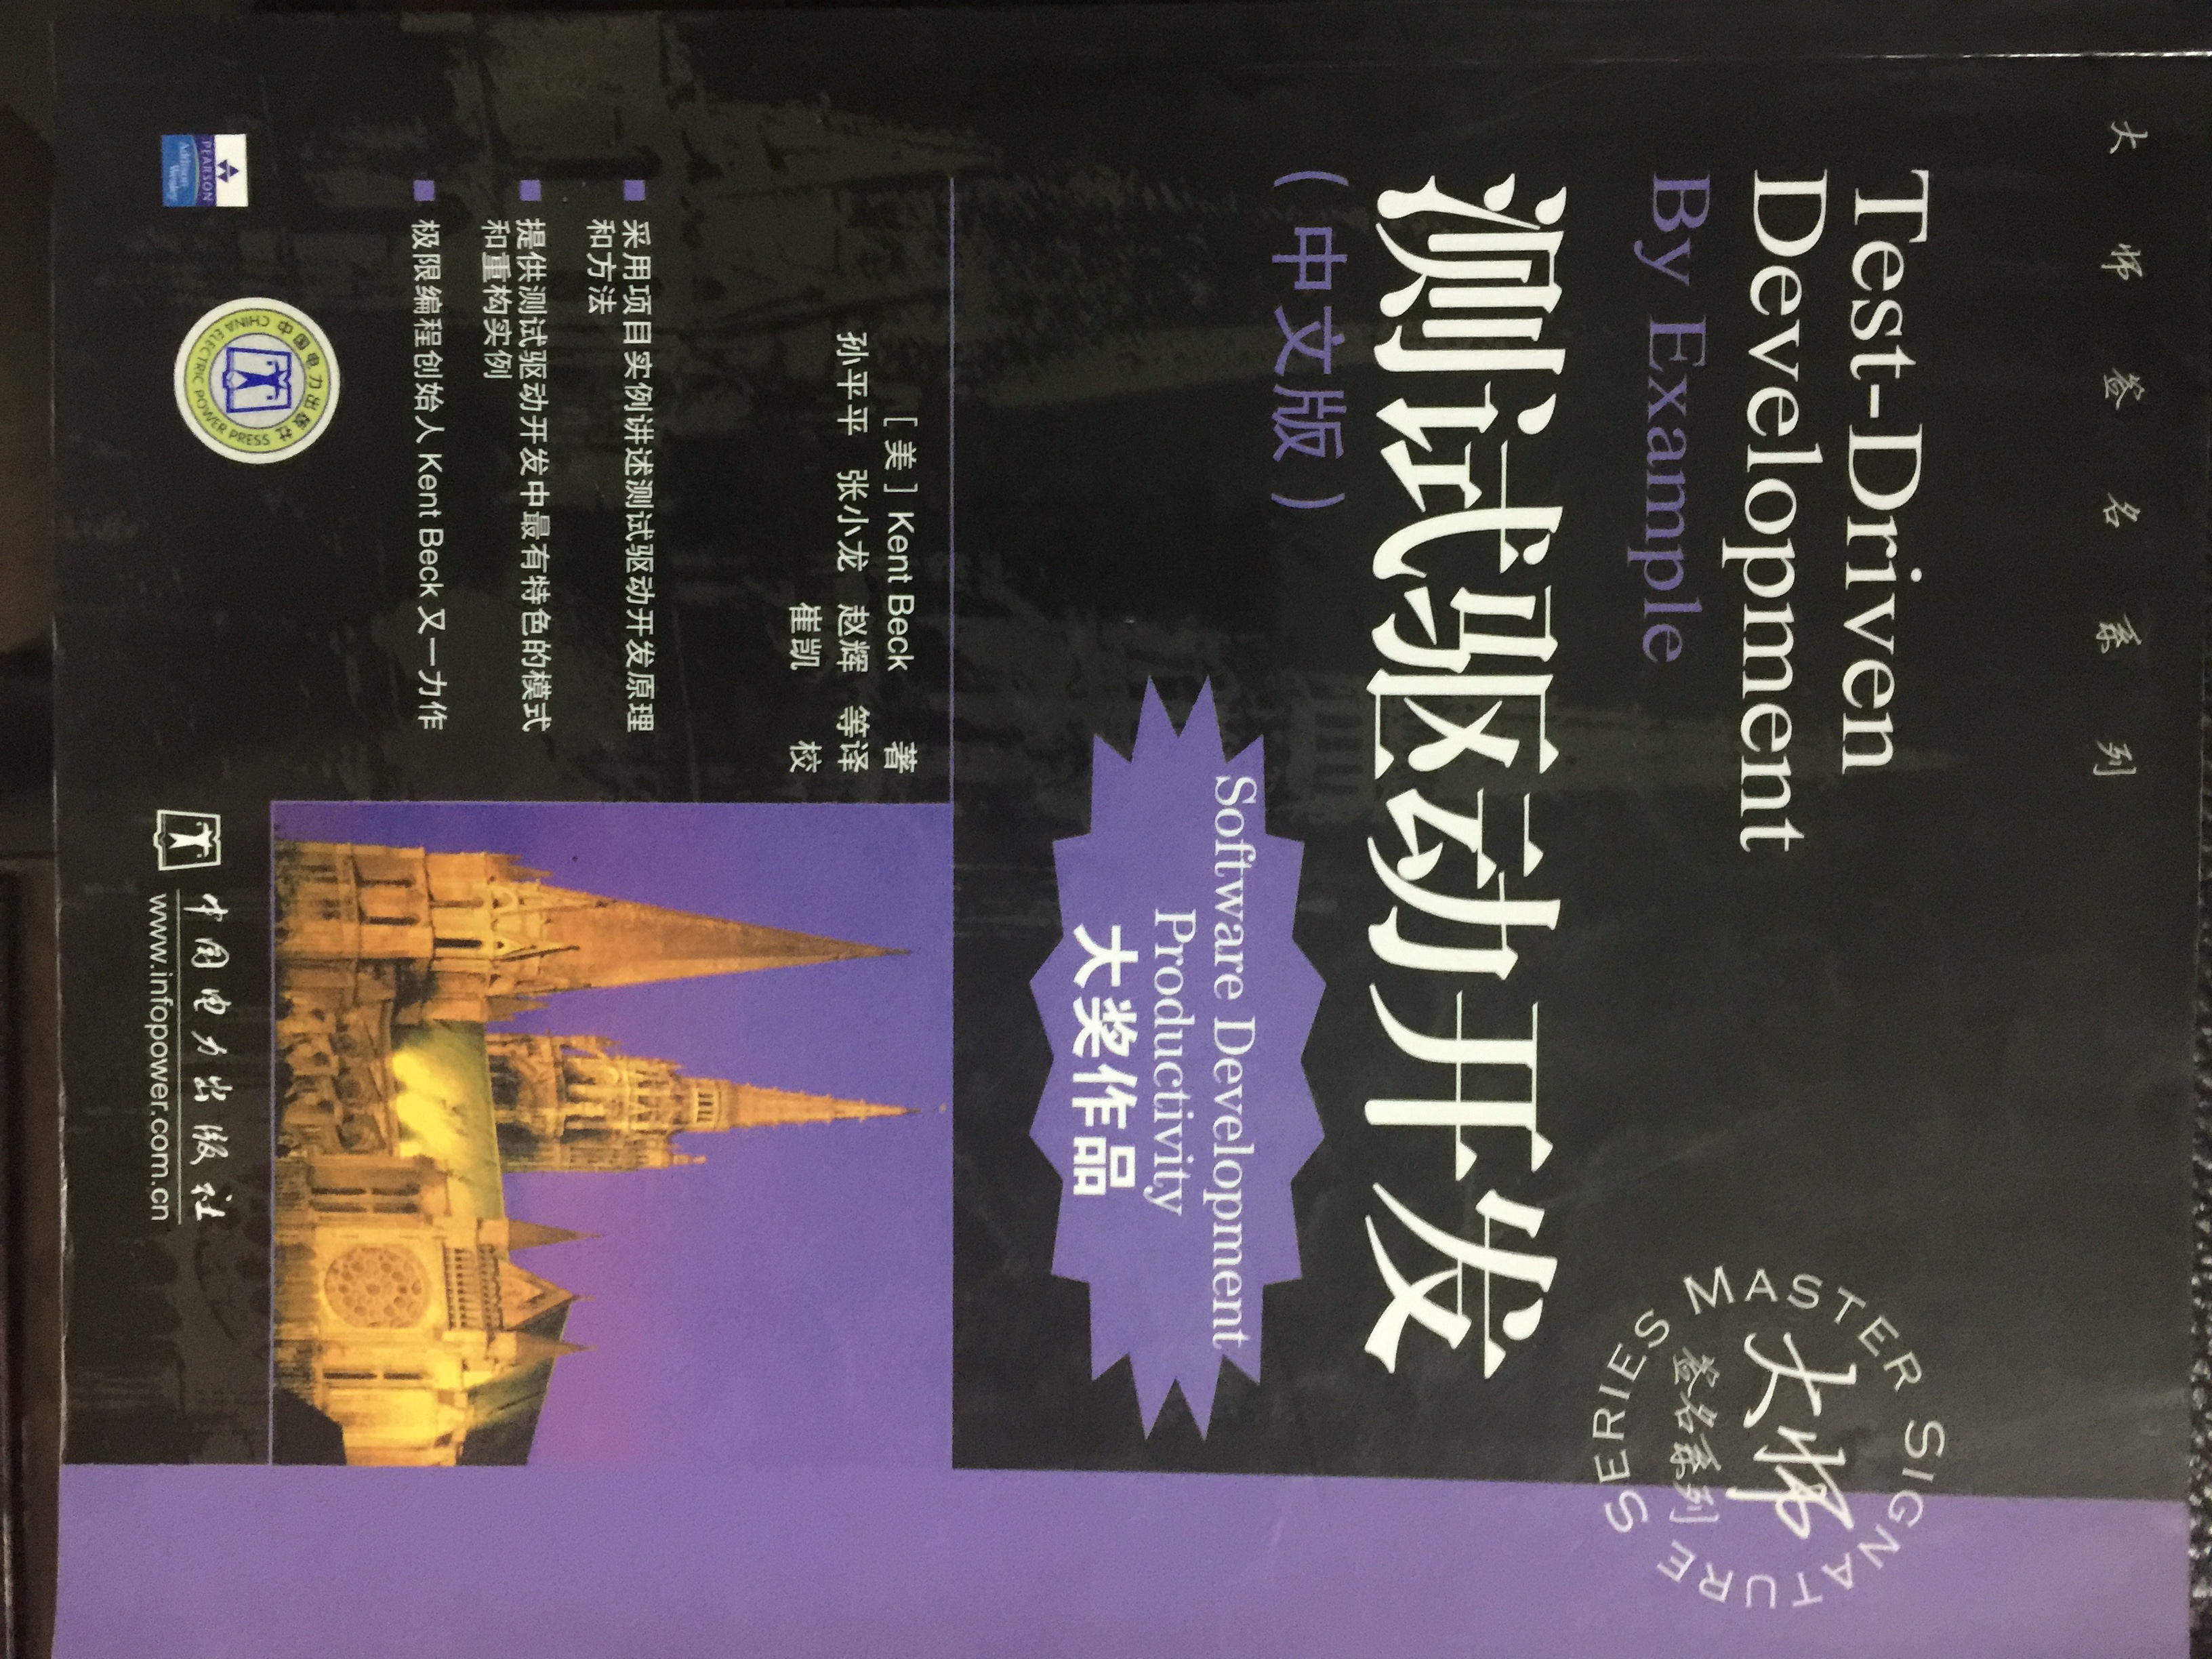 大师签名系列
Test-Driven
Development
By Example
MASTER SIGNATURE SERIES
大师
签名系列
测试驱动开发
（中文版）
Software Development
Productivity
大奖作品
［美］Kent Beck 著
孙平平 张小龙 赵辉 等译
崔凯 校
采用项目实例讲述测试驱动开发原理
和方法
提供测试驱动开发中最有特色的模式
和重构实例
极限编程创始人 Kent Beck 又一力作
中国电力出版社
CHINA ELECTRIC POWER PRESS
PEARSON
Addison
Wesley
中国电力出版社
www.infopower.com.cn